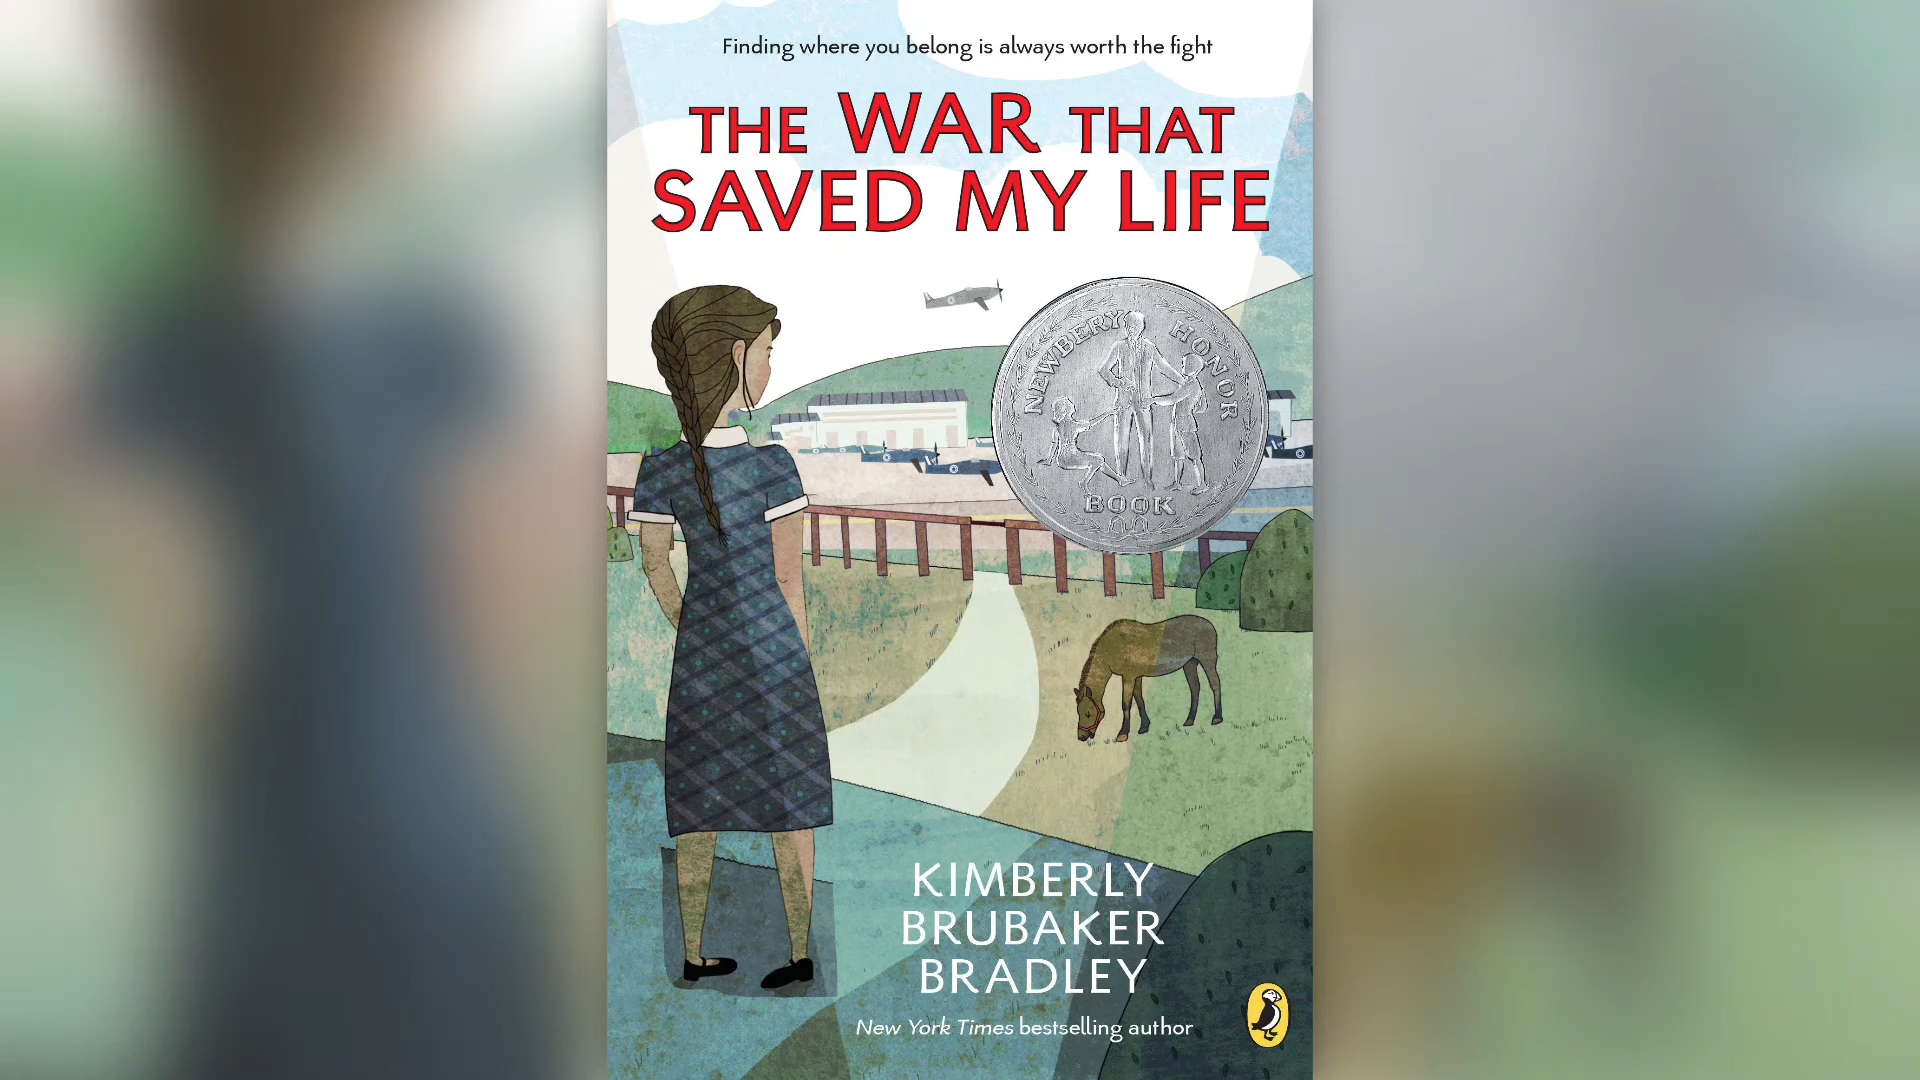 Finding where you belong is always worth the fight
THE WAR THAT
SAVED MY LIFE
NEWBERY HONOR
BOOK
KIMBERLY
BRUBAKER
BRADLEY
New York Times bestselling author